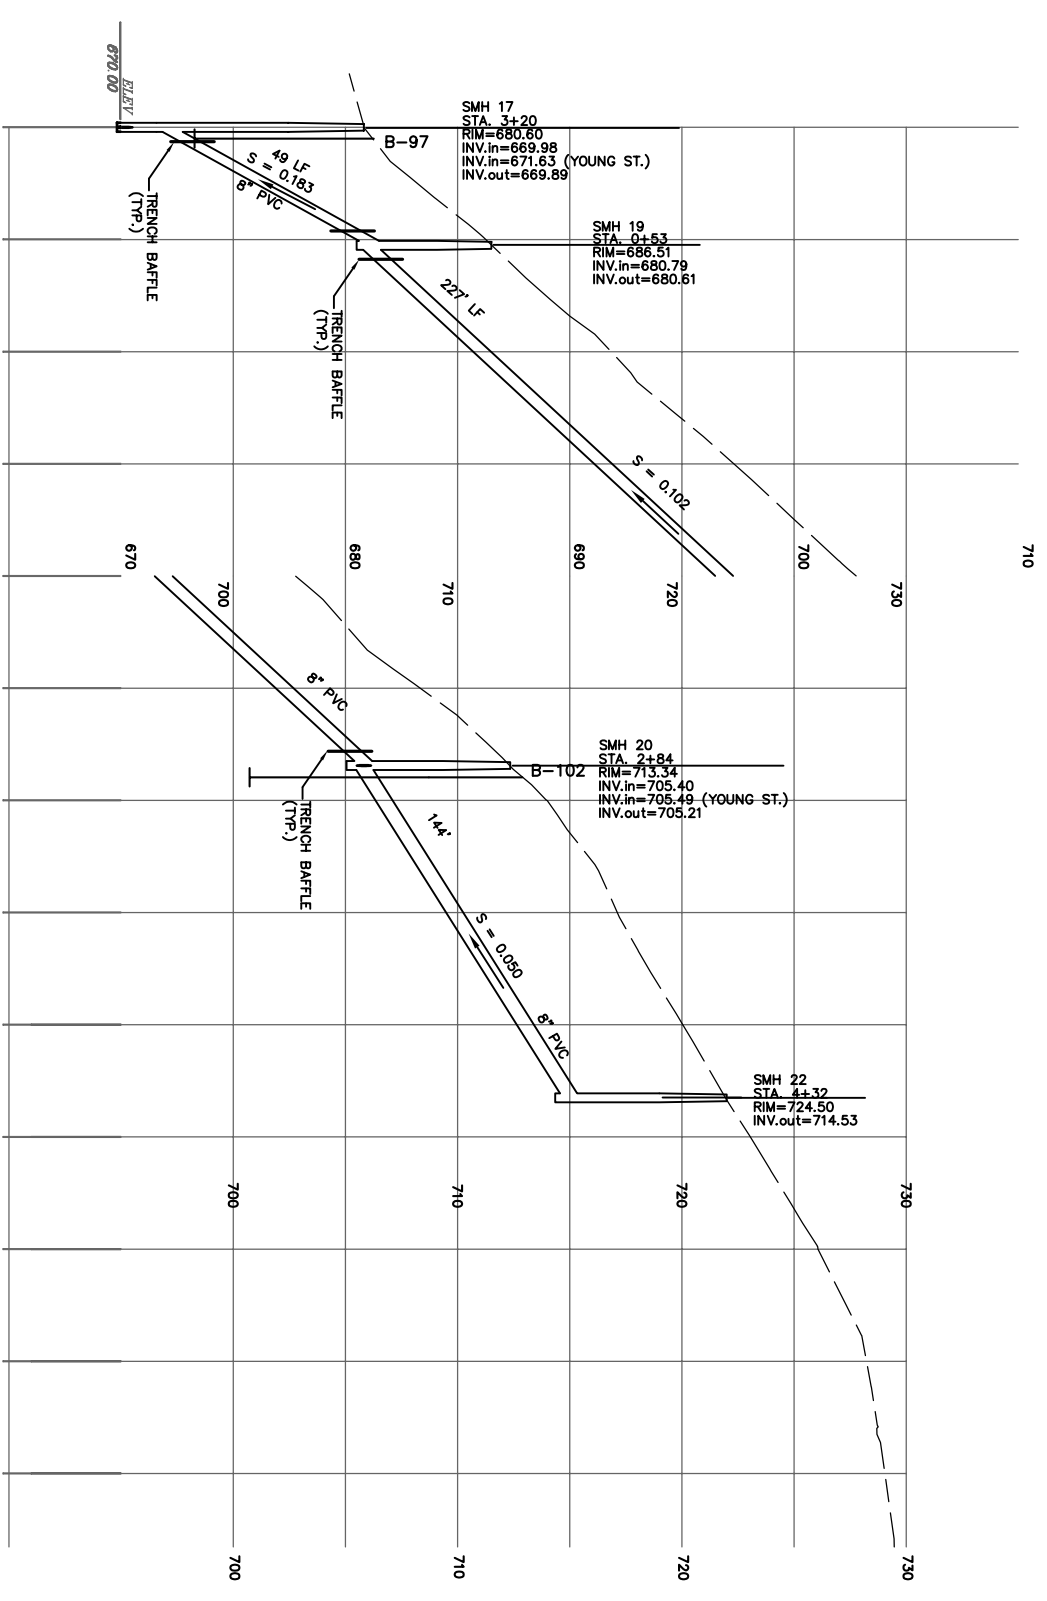 ELEV
670.00
SMH 17
STA. 3+20
RIM=680.60
INV.in=669.98
INV.in=671.63 (YOUNG ST.)
INV.out=669.89
B-97
49 LF
S = 0.183
8" PVC
TRENCH BAFFLE
(TYP.)
SMH 19
STA. 0+53
RIM=686.51
INV.in=680.79
INV.out=680.61
227' LF
TRENCH BAFFLE
(TYP.)
S = 0.102
670
680
690
700
710
700
710
720
730
8" PVC
SMH 20
STA. 2+84
RIM=713.34
INV.in=705.40
INV.in=705.49 (YOUNG ST.)
INV.out=705.21
B-102
TRENCH BAFFLE
(TYP.)
144'
S = 0.050
8" PVC
SMH 22
STA. 4+32
RIM=724.50
INV.out=714.53
700
710
720
730
700
710
720
730